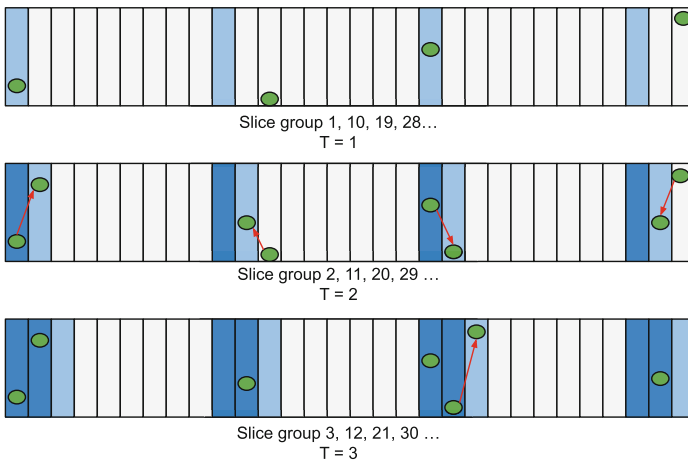 Slice group 1, 10, 19, 28…
T = 1
Slice group 2, 11, 20, 29 …
T = 2
Slice group 3, 12, 21, 30 …
T = 3